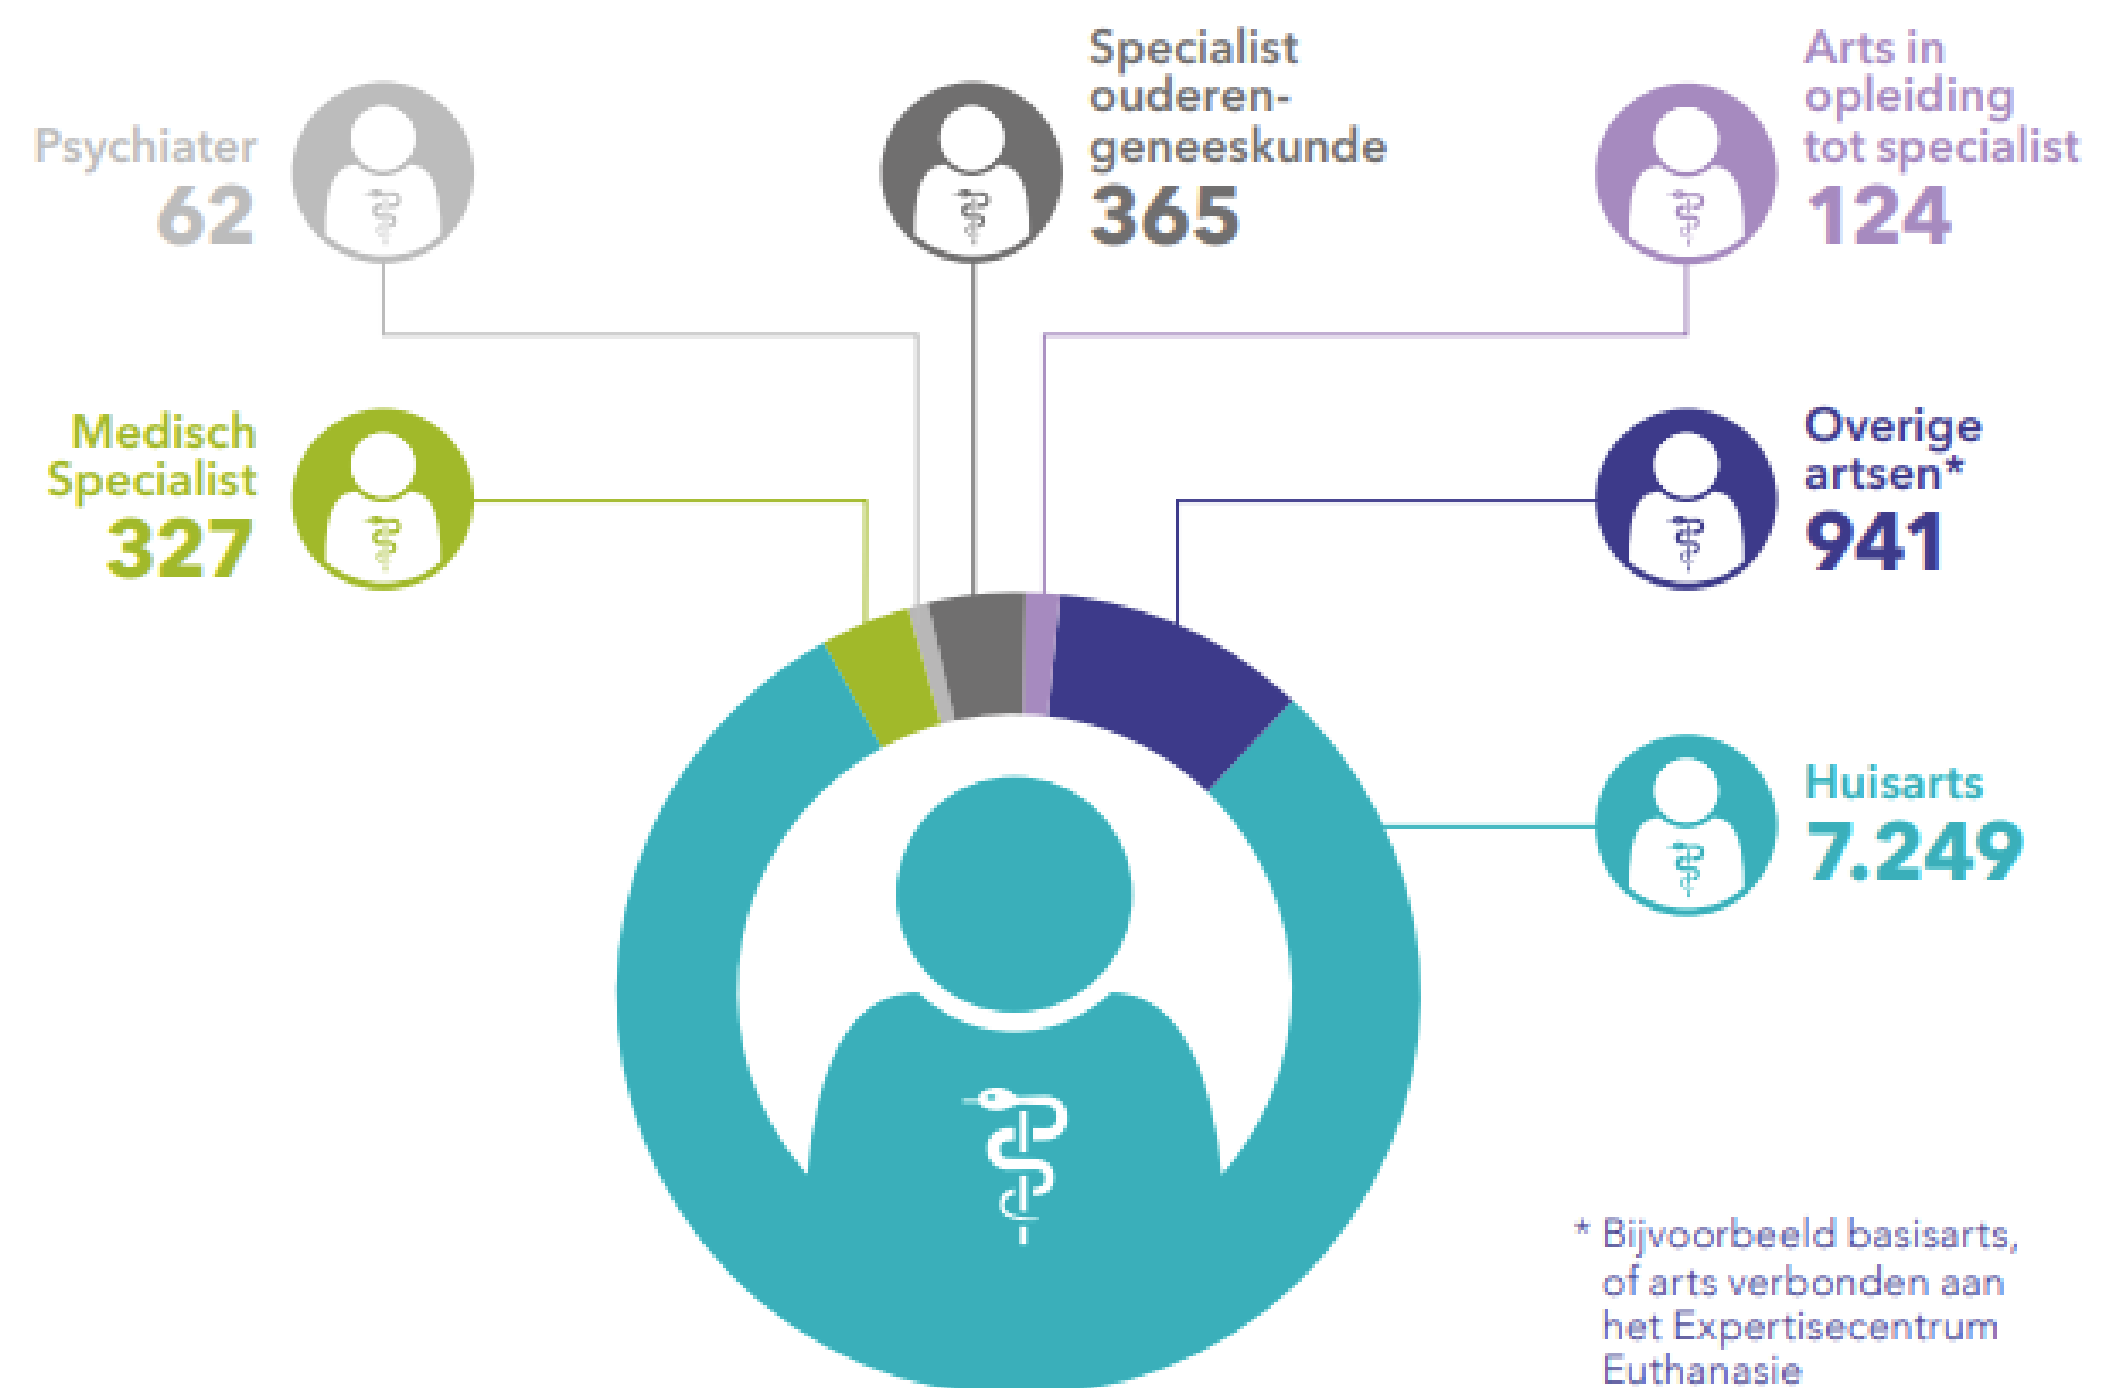 Psychiater
62
Specialist
ouderen-
geneeskunde
365
Arts in
opleiding
tot specialist
124
Medisch
Specialist
327
Overige
artsen*
941
Huisarts
7.249
* Bijvoorbeeld basisarts,
of arts verbonden aan
het Expertisecentrum
Euthanasie